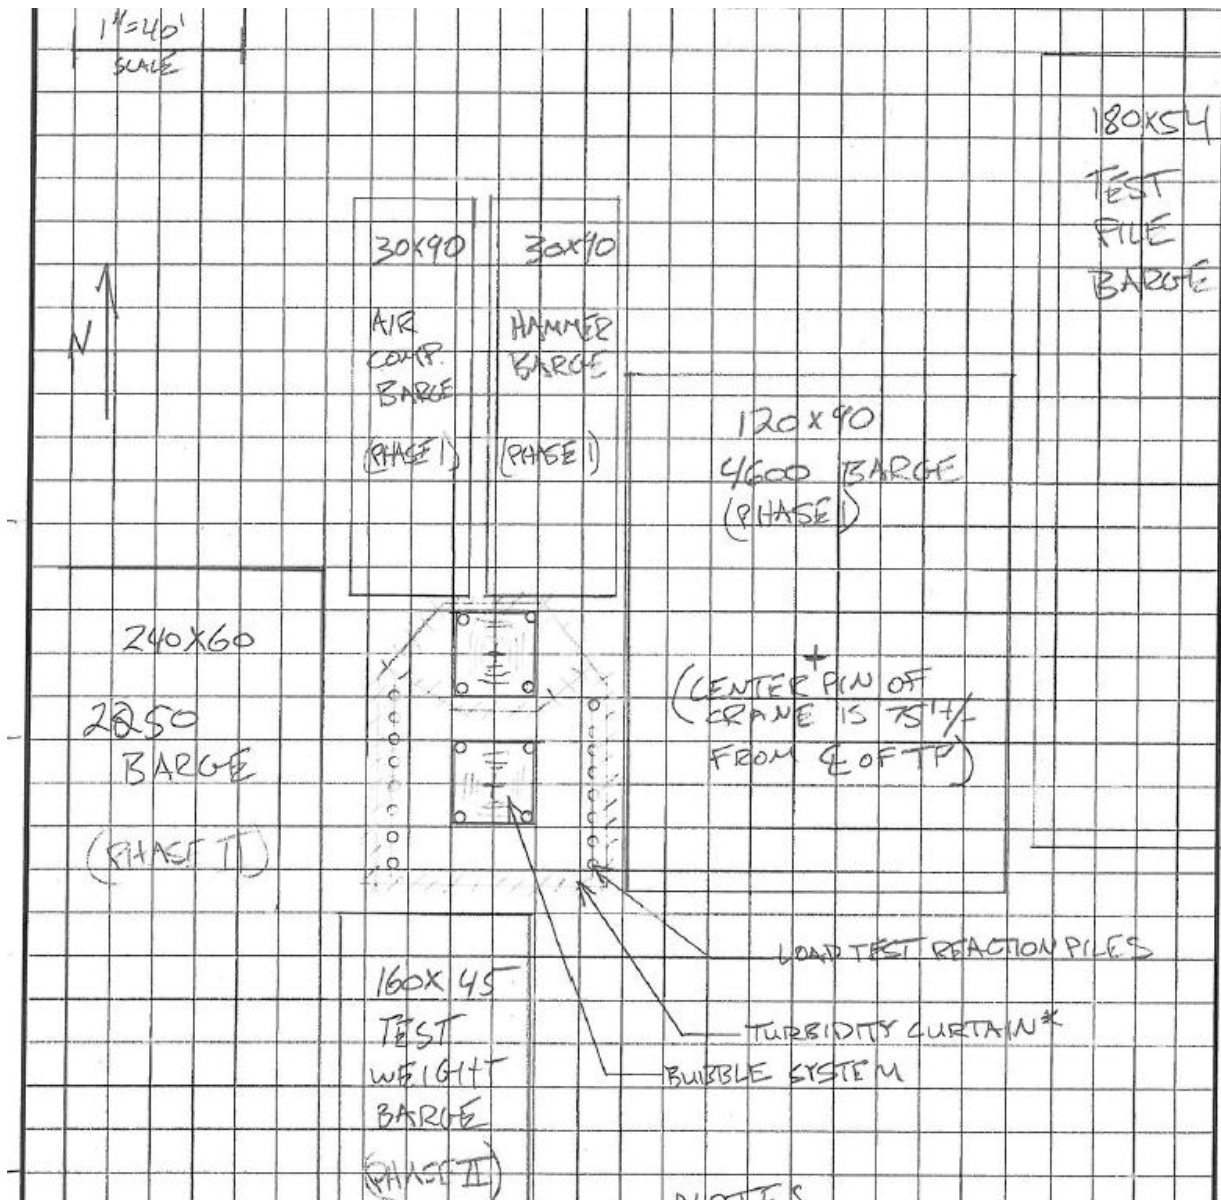 1"=40'
SCALE
180X54
TEST
PILE
BARGE
N
30X90
AIR
COMP.
BARGE
(PHASE I)
30X90
HAMMER
BARGE
(PHASE I)
120X90
4600 BARGE
(PHASE I)
240X60
2250
BARGE
(PHASE II)
(CENTER PIN OF
CRANE IS 75' +/-
FROM ℄ OF TP)
LOAD TEST REACTION PILES
TURBIDITY CURTAIN*
BUBBLE SYSTEM
160X45
TEST
WEIGHT
BARGE
(PHASE II)
NOTES